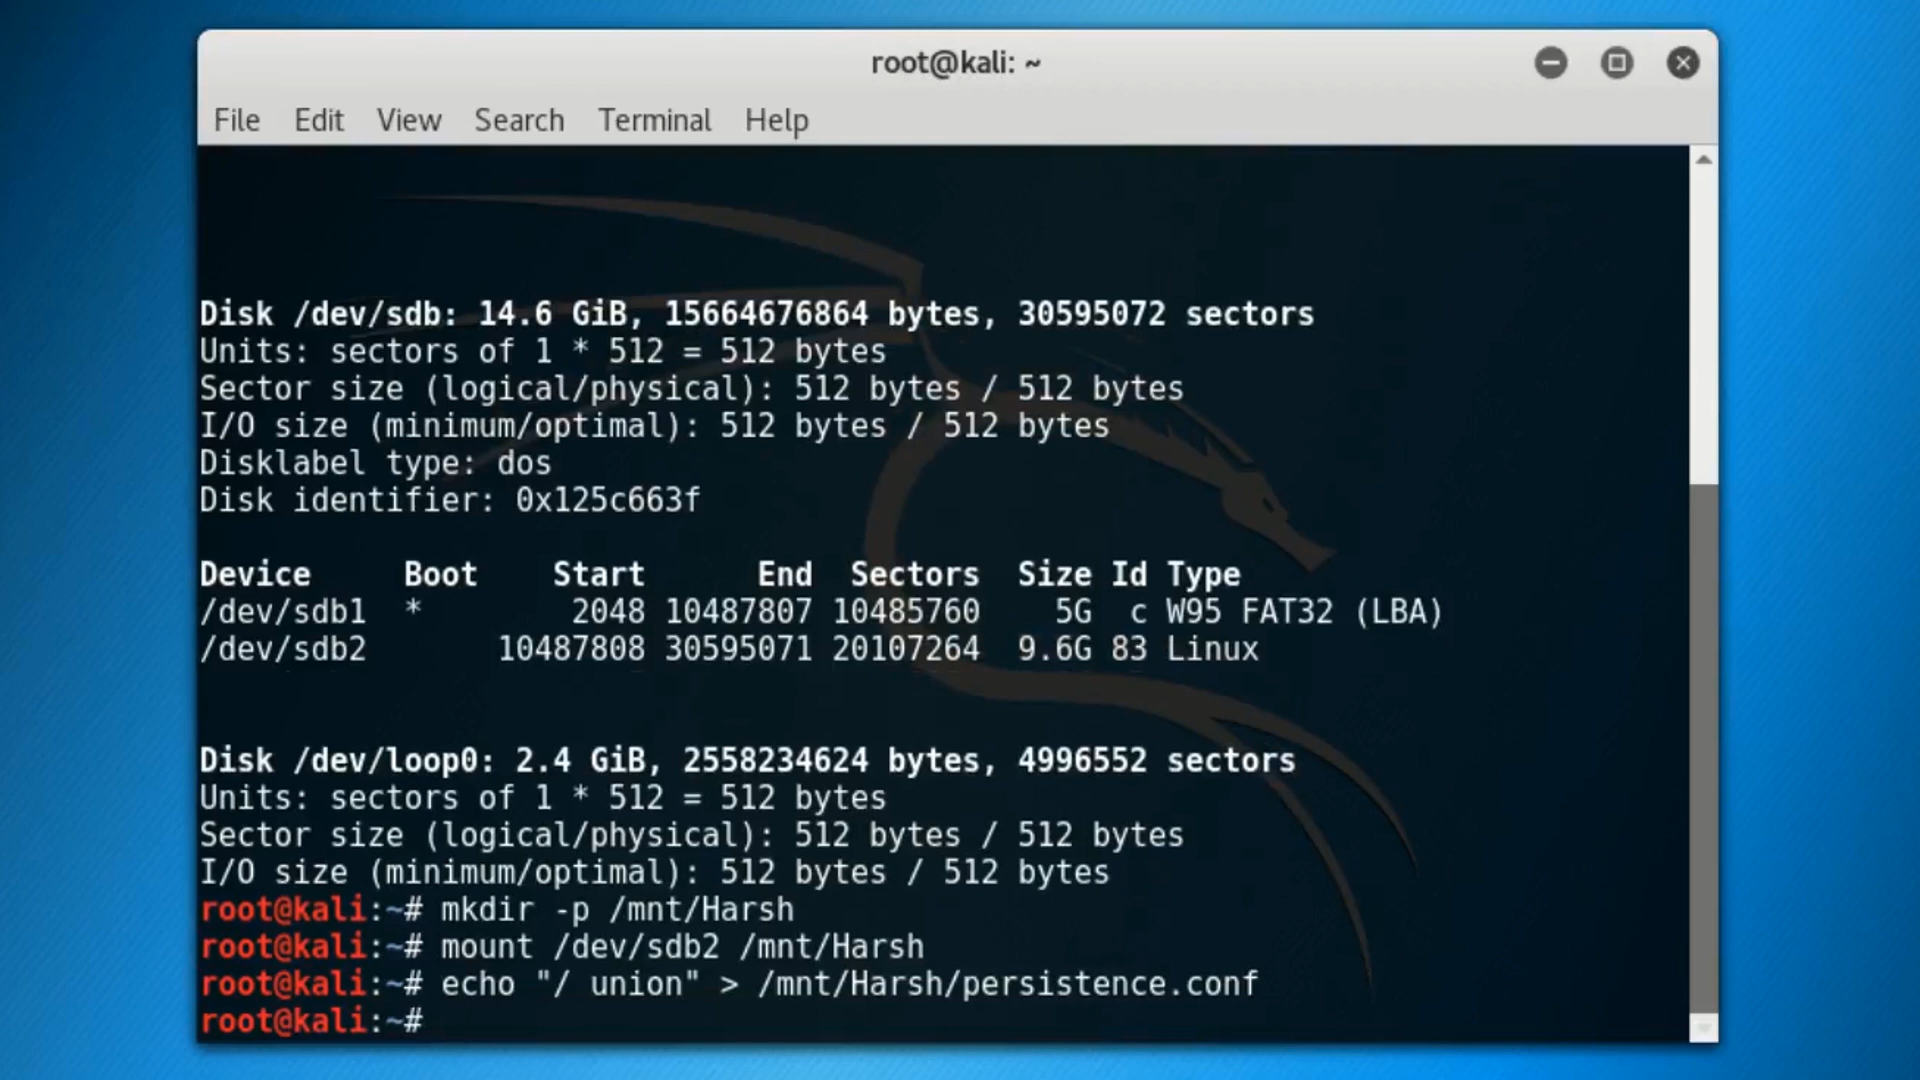 root@kali: ~
File Edit View Search Terminal Help
Disk /dev/sdb: 14.6 GiB, 15664676864 bytes, 30595072 sectors
Units: sectors of 1 * 512 = 512 bytes
Sector size (logical/physical): 512 bytes / 512 bytes
I/O size (minimum/optimal): 512 bytes / 512 bytes
Disklabel type: dos
Disk identifier: 0x125c663f
Device Boot Start End Sectors Size Id Type
/dev/sdb1 * 2048 10487807 10485760 5G c W95 FAT32 (LBA)
/dev/sdb2 10487808 30595071 20107264 9.6G 83 Linux
Disk /dev/loop0: 2.4 GiB, 2558234624 bytes, 4996552 sectors
Units: sectors of 1 * 512 = 512 bytes
Sector size (logical/physical): 512 bytes / 512 bytes
I/O size (minimum/optimal): 512 bytes / 512 bytes
root@kali:~# mkdir -p /mnt/Harsh
root@kali:~# mount /dev/sdb2 /mnt/Harsh
root@kali:~# echo "/ union" > /mnt/Harsh/persistence.conf
root@kali:~#